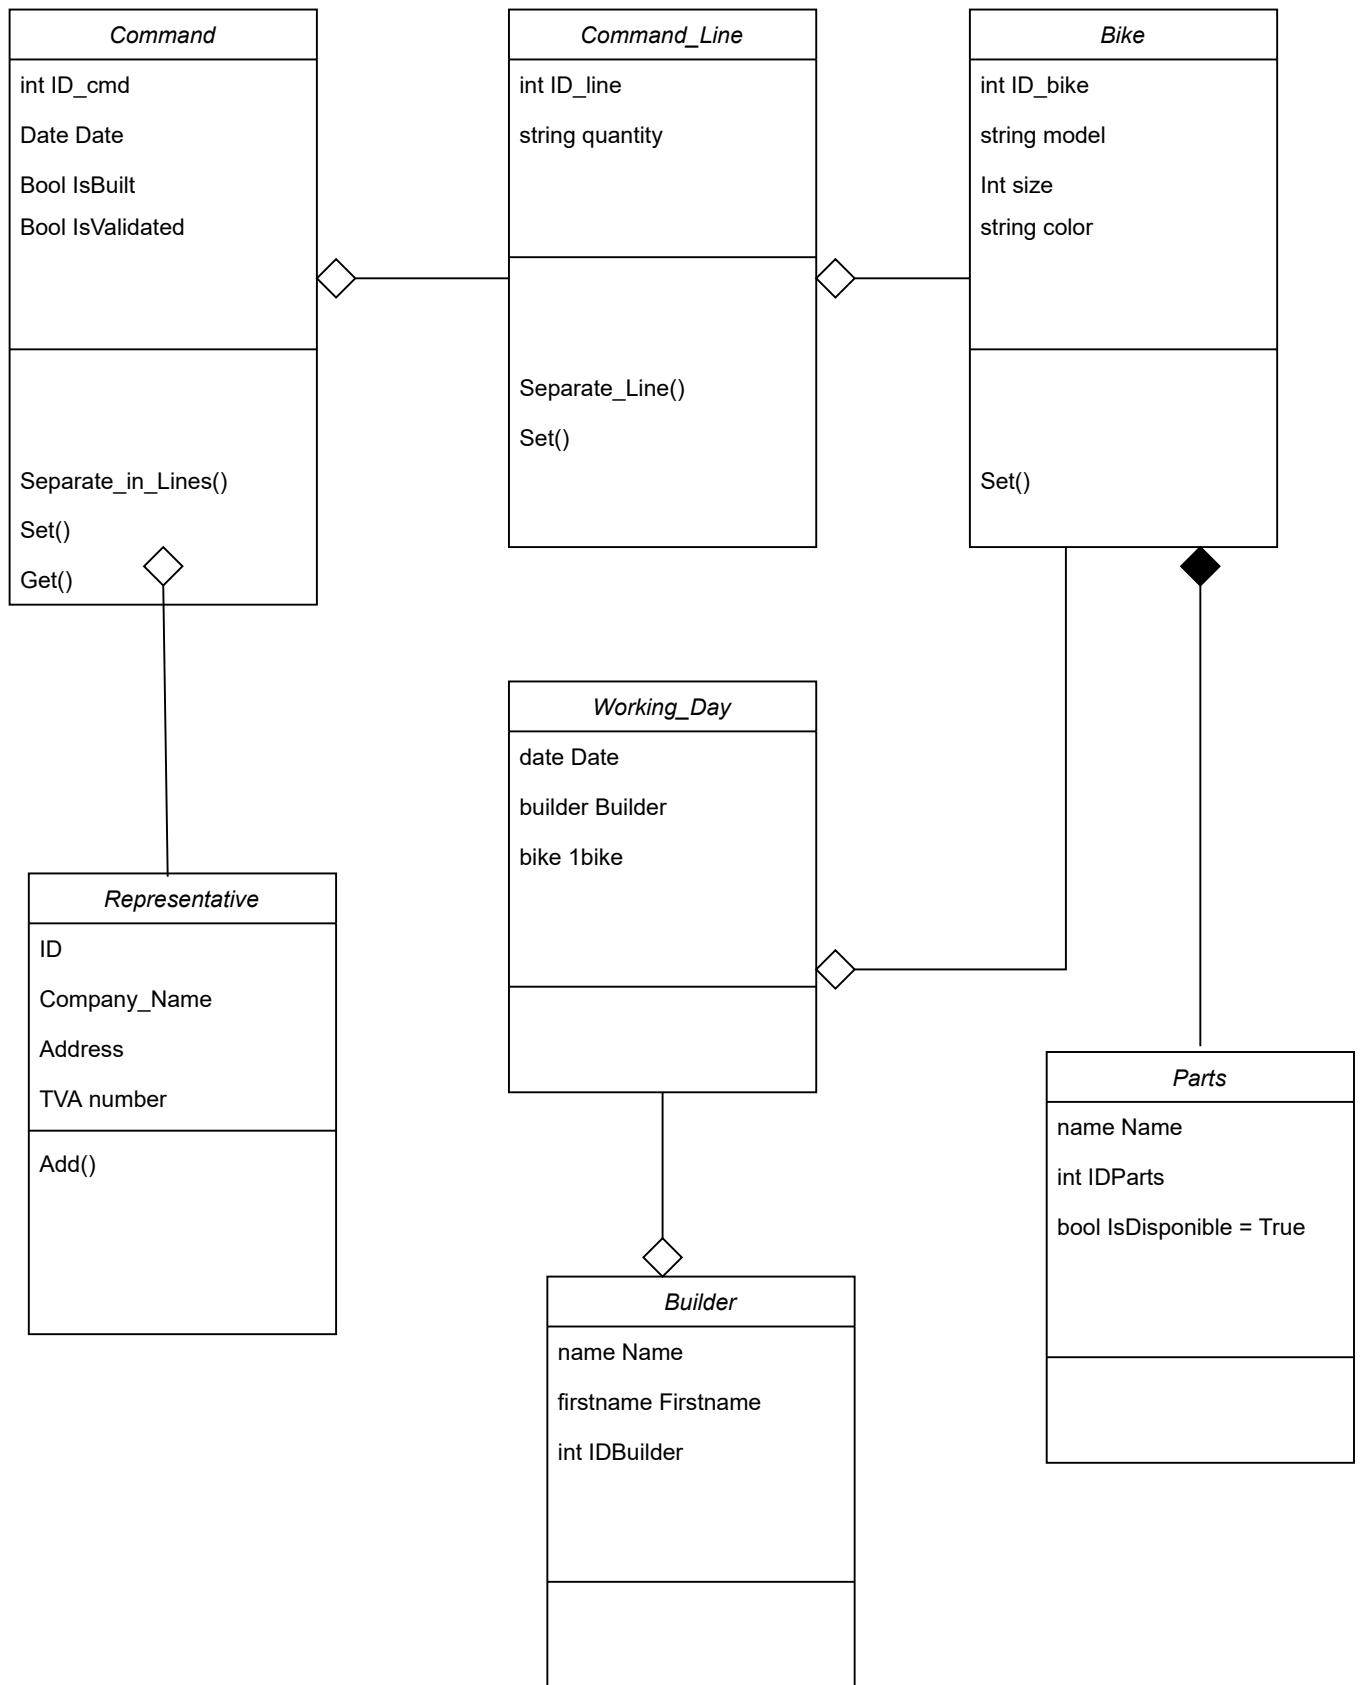 Command
int ID_cmd
Date Date
Bool IsBuilt
Bool IsValidated
Separate_in_Lines()
Set()
Get()
Command_Line
int ID_line
string quantity
Separate_Line()
Set()
Bike
int ID_bike
string model
Int size
string color
Set()
Working_Day
date Date
builder Builder
bike 1bike
Representative
ID
Company_Name
Address
TVA number
Add()
Parts
name Name
int IDParts
bool IsDisponible = True
Builder
name Name
firstname Firstname
int IDBuilder